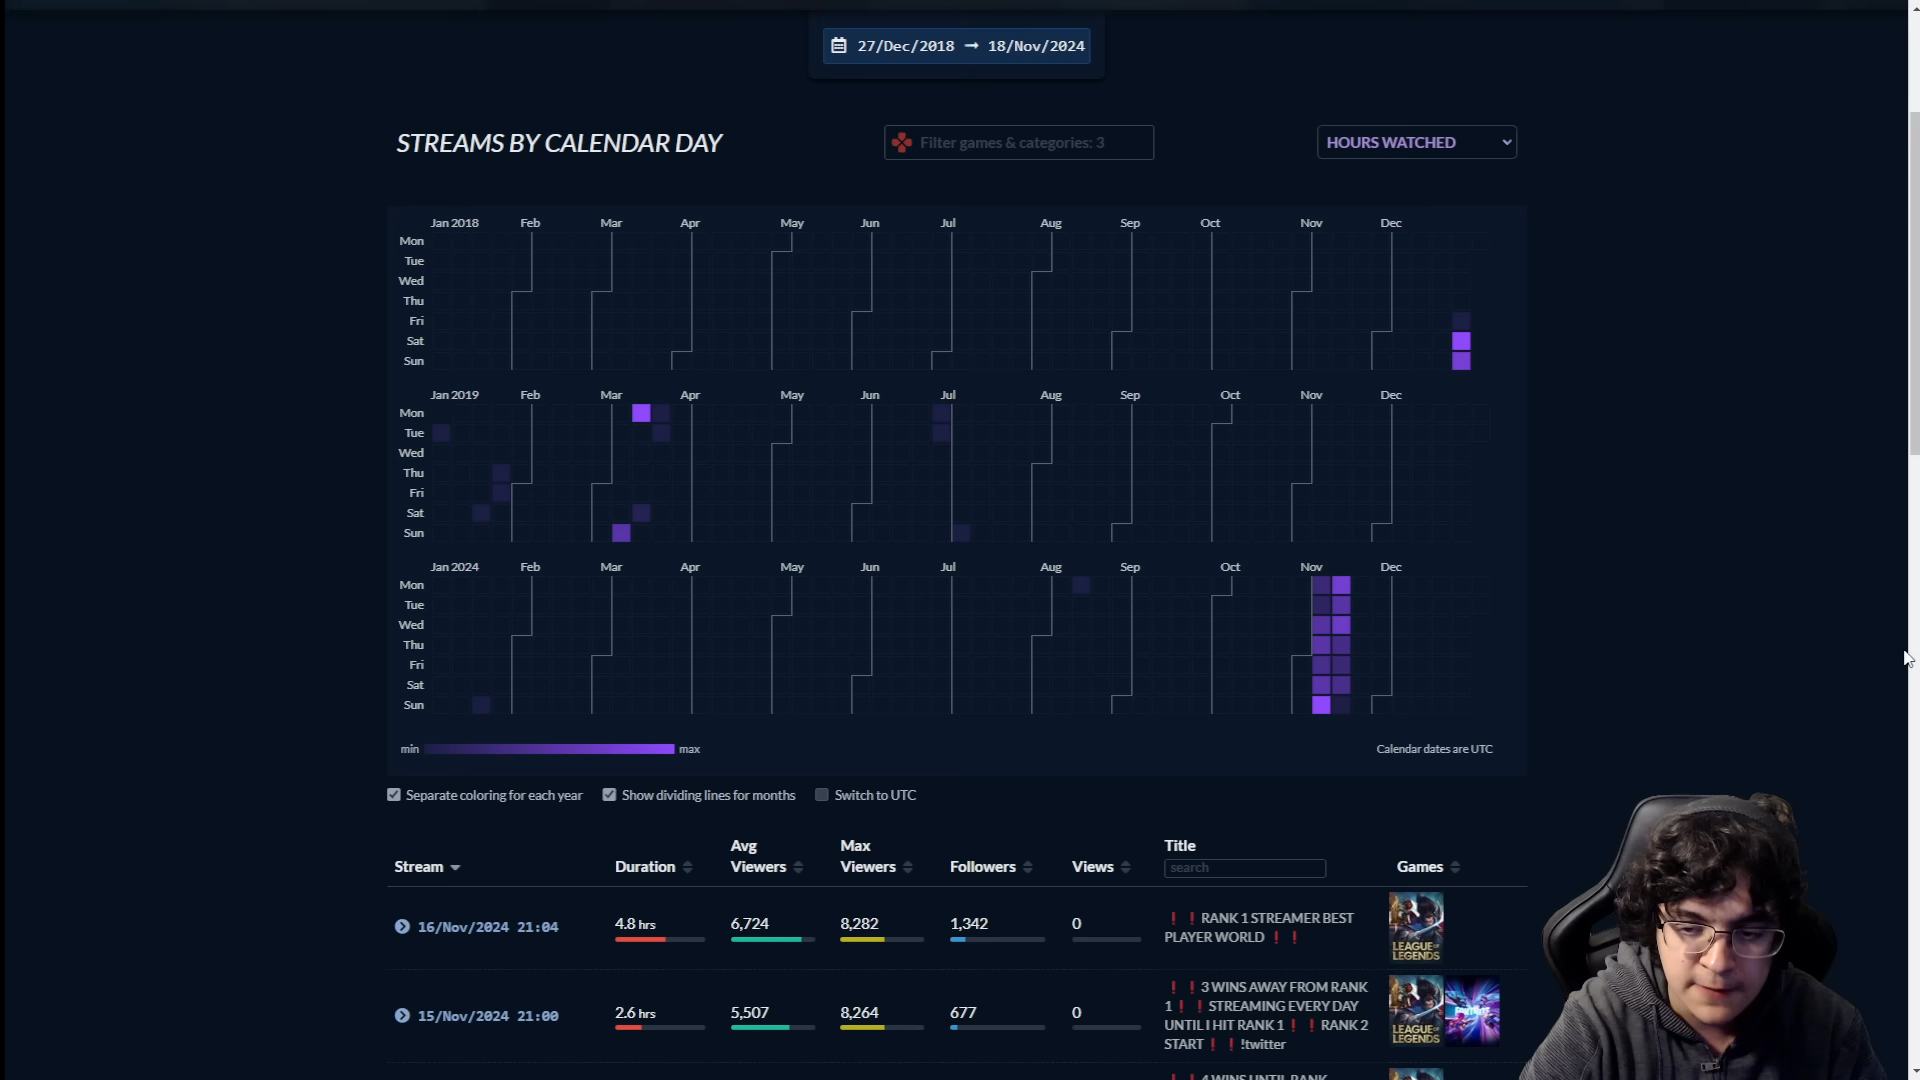 27/Dec/2018 → 18/Nov/2024
STREAMS BY CALENDAR DAY
Filter games & categories: 3
HOURS WATCHED
Jan 2018 Feb Mar Apr May Jun Jul Aug Sep Oct Nov Dec
Mon
Tue
Wed
Thu
Fri
Sat
Sun
Jan 2019 Feb Mar Apr May Jun Jul Aug Sep Oct Nov Dec
Mon
Tue
Wed
Thu
Fri
Sat
Sun
Jan 2024 Feb Mar Apr May Jun Jul Aug Sep Oct Nov Dec
Mon
Tue
Wed
Thu
Fri
Sat
Sun
min max
Calendar dates are UTC
Separate coloring for each year Show dividing lines for months Switch to UTC
Stream Duration Avg Viewers Max Viewers Followers Views Title Games
search
16/Nov/2024 21:04 4.8 hrs 6,724 8,282 1,342 0
❗❗RANK 1 STREAMER BEST
PLAYER WORLD❗❗
LEAGUE OF
LEGENDS
15/Nov/2024 21:00 2.6 hrs 5,507 8,264 677 0
❗❗3 WINS AWAY FROM RANK
1❗❗STREAMING EVERY DAY
UNTIL I HIT RANK 1❗❗RANK 2
START❗❗!twitter
LEAGUE OF
LEGENDS
FORTNITE
❗❗4 WINS UNTIL RANK